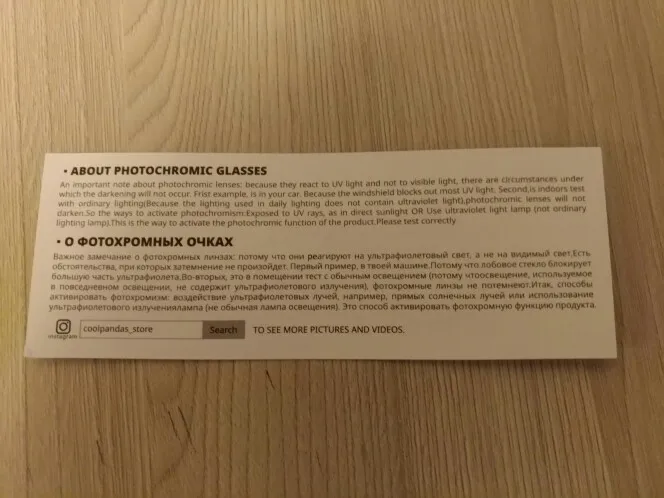 • ABOUT PHOTOCHROMIC GLASSES
An important note about photochromic lenses: because they react to UV light and not to visible light, there are circumstances under
which the darkening will not occur. Frist example, is in your car. Because the windshield blocks out most UV light. Second,is indoors test
with ordinary lighting(Because the lighting used in daily lighting does not contain ultraviolet light),photochromic lenses will not
darken.So the ways to activate photochromism:Exposed to UV rays, as in direct sunlight OR Use ultraviolet light lamp (not ordinary
lighting lamp).This is the way to activate the photochromic function of the product.Please test correctly
• О ФОТОХРОМНЫХ ОЧКАХ
Важное замечание о фотохромных линзах: потому что они реагируют на ультрафиолетовый свет, а не на видимый свет.Есть
обстоятельства, при которых затемнение не произойдет. Первый пример, в твоей машине.Потому что лобовое стекло блокирует
большую часть ультрафиолета.Во-вторых, это в помещении тест с обычным освещением (потому чтоосвещение, используемое
в повседневном освещении, не содержит ультрафиолетового излучения), фотохромные линзы не потемнеют.Итак, способы
активировать фотохромизм: воздействие ультрафиолетовых лучей, например, прямых солнечных лучей или использование
ультрафиолетового излучениялампа (не обычная лампа освещения). Это способ активировать фотохромную функцию продукта.
instagram coolpandas_store Search TO SEE MORE PICTURES AND VIDEOS.